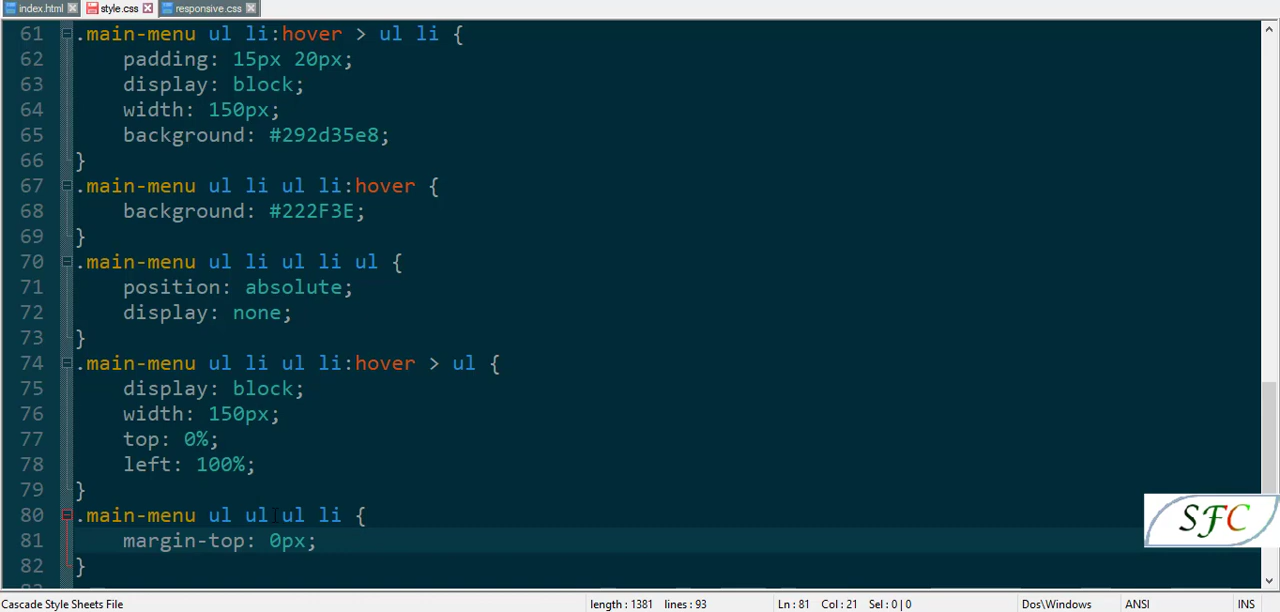 index.html style.css responsive.css
61 .main-menu ul li:hover > ul li {
62 padding: 15px 20px;
63 display: block;
64 width: 150px;
65 background: #292d35e8;
66 }
67 .main-menu ul li ul li:hover {
68 background: #222F3E;
69 }
70 .main-menu ul li ul li ul {
71 position: absolute;
72 display: none;
73 }
74 .main-menu ul li ul li:hover > ul {
75 display: block;
76 width: 150px;
77 top: 0%;
78 left: 100%;
79 }
80 .main-menu ul ul ul li {
81 margin-top: 0px;
82 }
SFC
Cascade Style Sheets File length : 1381 lines : 93 Ln : 81 Col : 21 Sel : 0 | 0 Dos\Windows ANSI INS